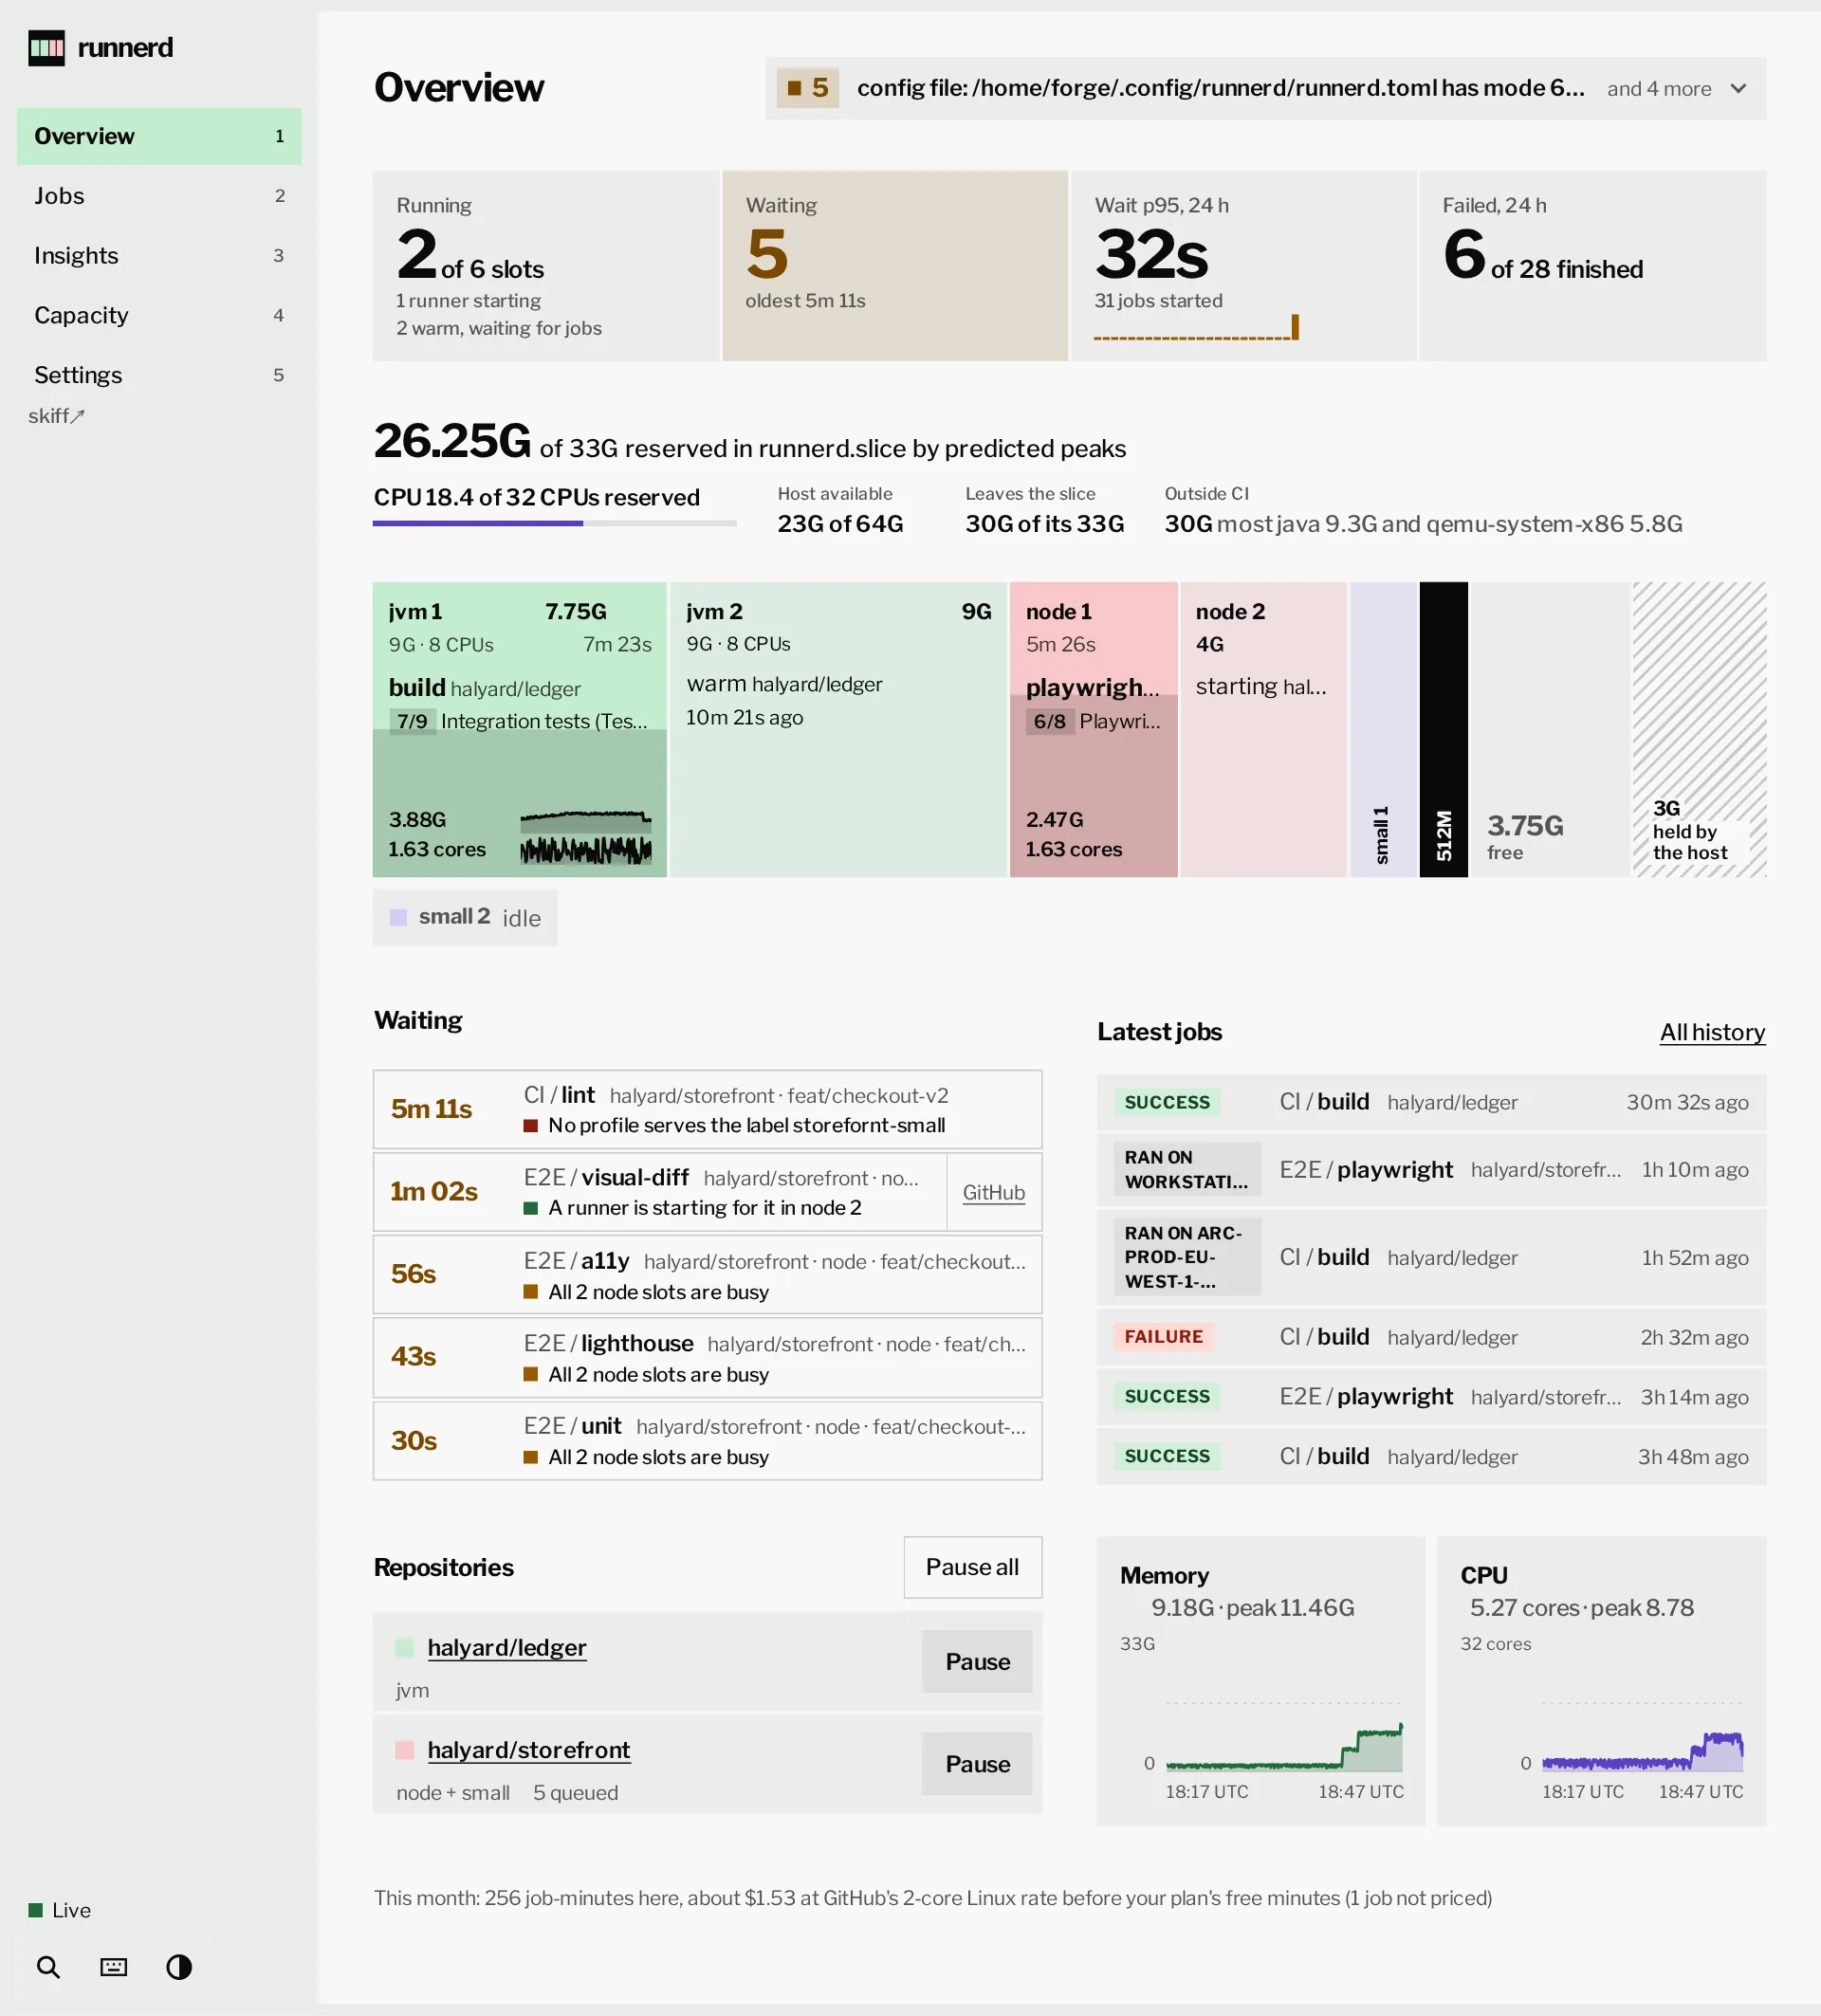 runnerd
Overview 1
Jobs 2
Insights 3
Capacity 4
Settings 5
skiff↗
Live
Overview
5 config file: /home/forge/.config/runnerd/runnerd.toml has mode 6… and 4 more
Running
2 of 6 slots
1 runner starting
2 warm, waiting for jobs
Waiting
5
oldest 5m 11s
Wait p95, 24 h
32s
31 jobs started
Failed, 24 h
6 of 28 finished
26.25G of 33G reserved in runnerd.slice by predicted peaks
CPU 18.4 of 32 CPUs reserved
Host available
23G of 64G
Leaves the slice
30G of its 33G
Outside CI
30G most java 9.3G and qemu-system-x86 5.8G
jvm 1 7.75G
9G · 8 CPUs 7m 23s
build halyard/ledger
7/9 Integration tests (Tes…
3.88G
1.63 cores
jvm 2 9G
9G · 8 CPUs
warm halyard/ledger
10m 21s ago
node 1
5m 26s
playwrigh…
6/8 Playwri…
2.47G
1.63 cores
node 2
4G
starting hal…
small 1
512M
3.75G
free
3G
held by
the host
small 2 idle
Waiting
5m 11s
CI / lint halyard/storefront · feat/checkout-v2
No profile serves the label storefornt-small
1m 02s
E2E / visual-diff halyard/storefront · no…
A runner is starting for it in node 2
GitHub
56s
E2E / a11y halyard/storefront · node · feat/checkout…
All 2 node slots are busy
43s
E2E / lighthouse halyard/storefront · node · feat/ch…
All 2 node slots are busy
30s
E2E / unit halyard/storefront · node · feat/checkout-…
All 2 node slots are busy
Latest jobs All history
SUCCESS CI / build halyard/ledger 30m 32s ago
RAN ON
WORKSTATI… E2E / playwright halyard/storefr… 1h 10m ago
RAN ON ARC-
PROD-EU-
WEST-1-… CI / build halyard/ledger 1h 52m ago
FAILURE CI / build halyard/ledger 2h 32m ago
SUCCESS E2E / playwright halyard/storefr… 3h 14m ago
SUCCESS CI / build halyard/ledger 3h 48m ago
Repositories Pause all
halyard/ledger Pause
jvm
halyard/storefront Pause
node + small 5 queued
Memory
9.18G · peak 11.46G
33G
0
18:17 UTC 18:47 UTC
CPU
5.27 cores · peak 8.78
32 cores
0
18:17 UTC 18:47 UTC
This month: 256 job-minutes here, about $1.53 at GitHub's 2-core Linux rate before your plan's free minutes (1 job not priced)